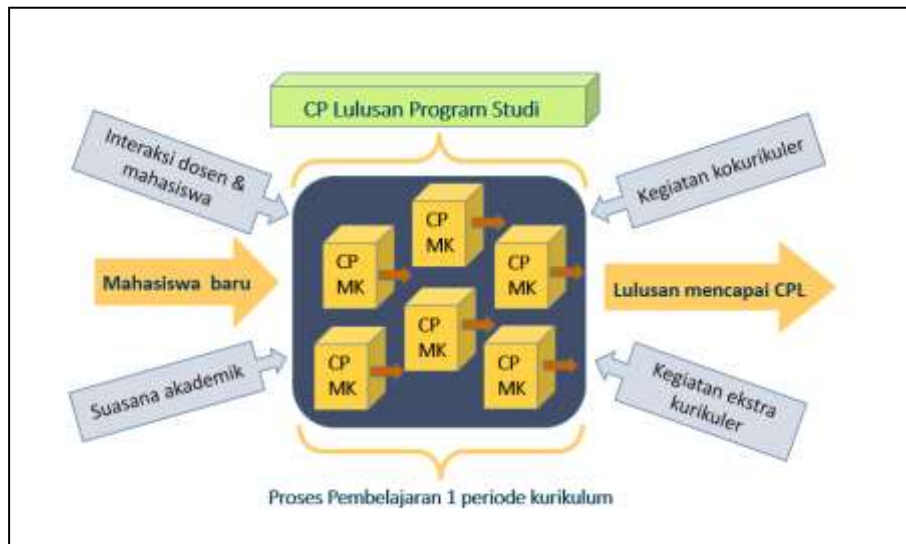 CP Lulusan Program Studi
Interaksi dosen &
mahasiswa
Kegiatan kokurikuler
CP
MK
CP
MK
CP
MK
Mahasiswa baru
Lulusan mencapai CPL
CP
MK
CP
MK
CP
MK
Suasana akademik
Kegiatan ekstra
kurikuler
Proses Pembelajaran 1 periode kurikulum